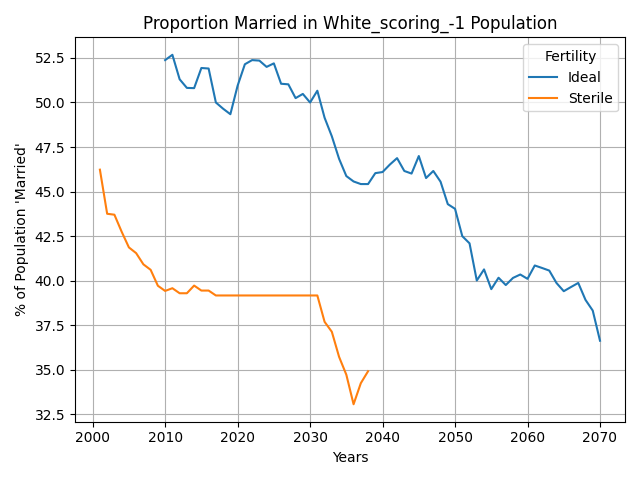 Proportion Married in White_scoring_-1 Population
% of Population 'Married'
52.5
50.0
47.5
45.0
42.5
40.0
37.5
35.0
32.5
Fertility
Ideal
Sterile
2000 2010 2020 2030 2040 2050 2060 2070
Years